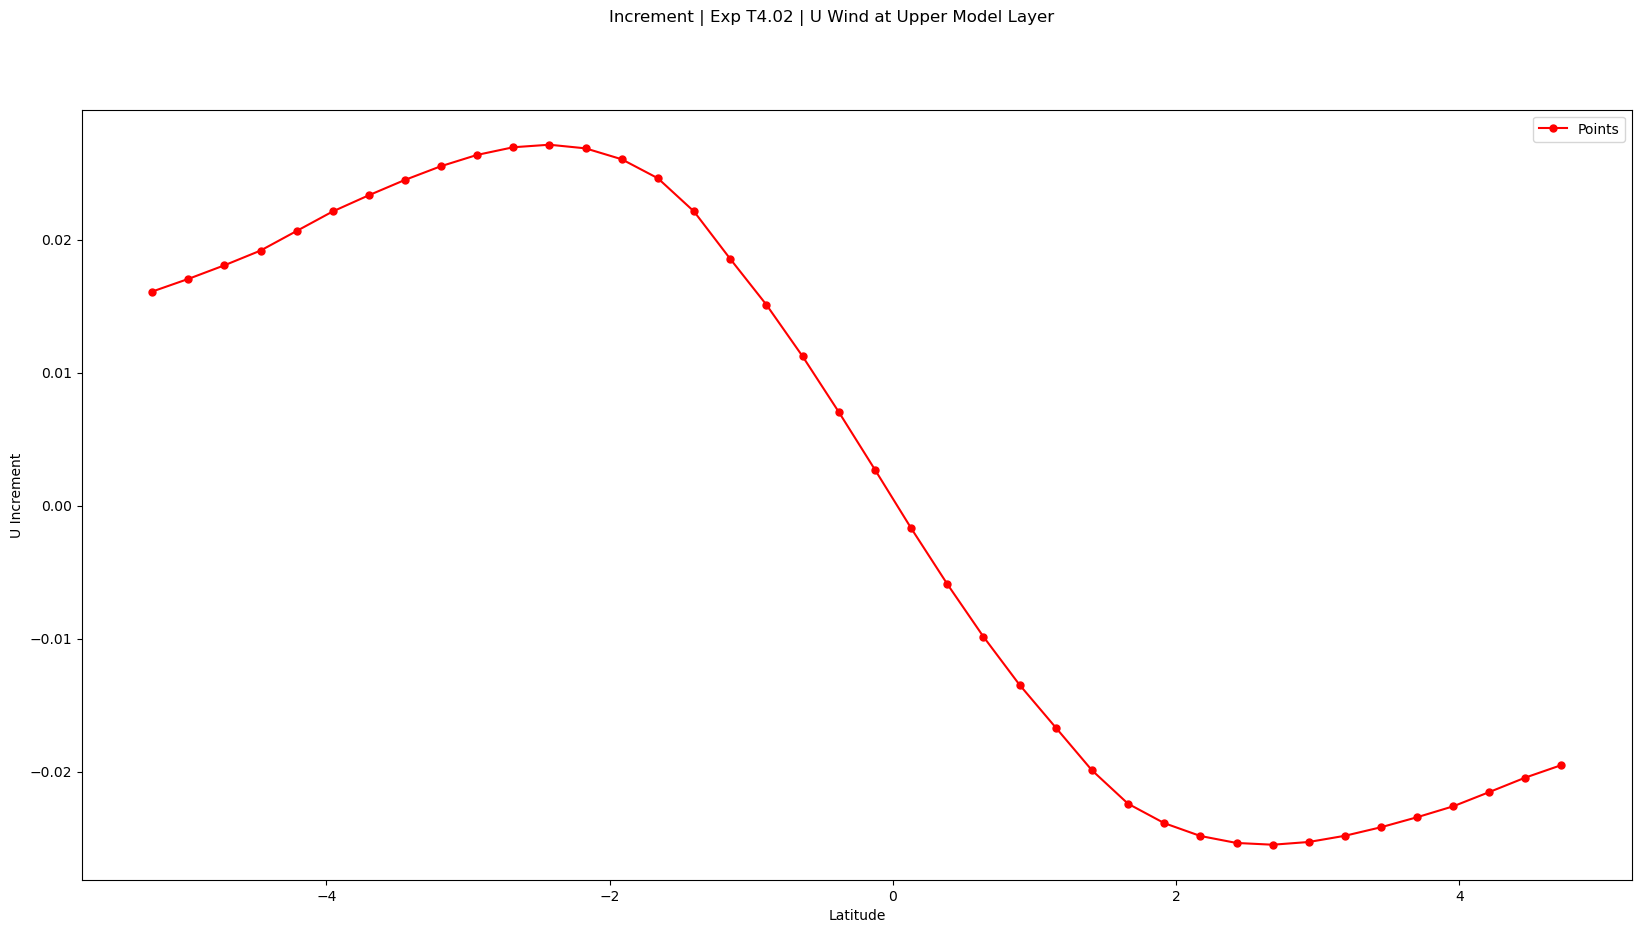 Increment | Exp T4.02 | U Wind at Upper Model Layer
Points
0.02
0.01
0.00
−0.01
−0.02
U Increment
−4
−2
0
2
4
Latitude